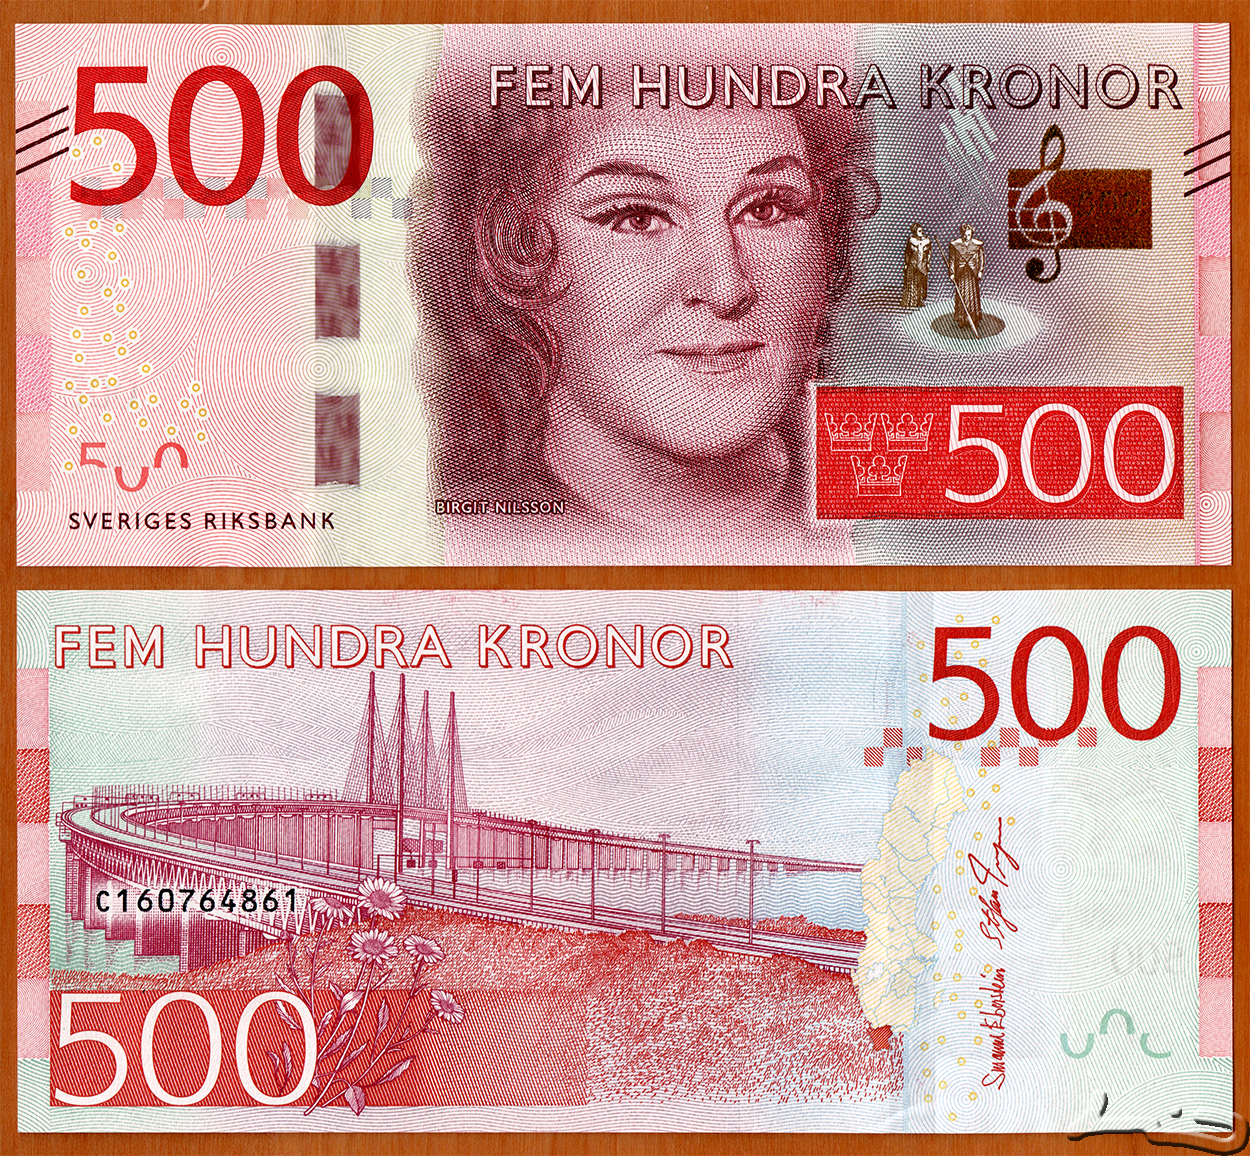 500
FEM HUNDRA KRONOR
500
SVERIGES RIKSBANK
BIRGIT NILSSON
FEM HUNDRA KRONOR
500
C160764861
500